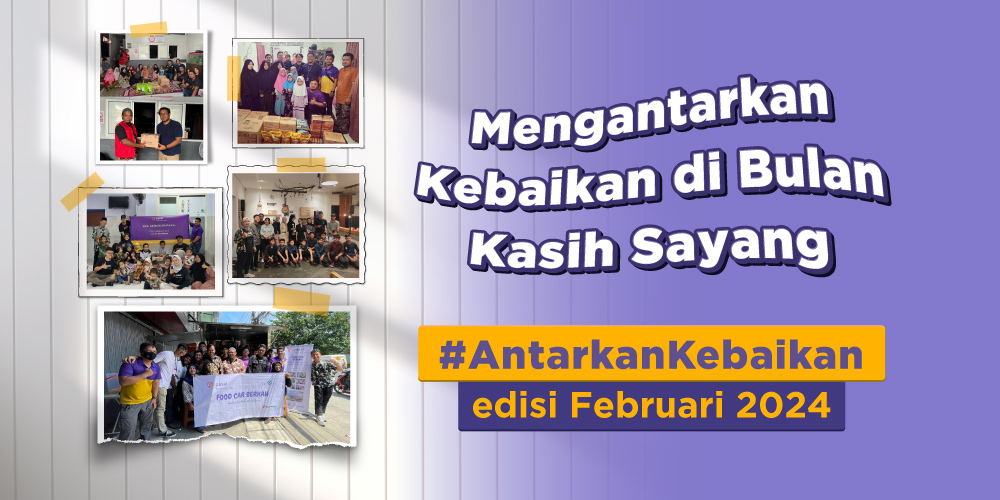 Mengantarkan
Kebaikan di Bulan
Kasih Sayang
#AntarkanKebaikan
edisi Februari 2024
FOOD CAR BERKAH